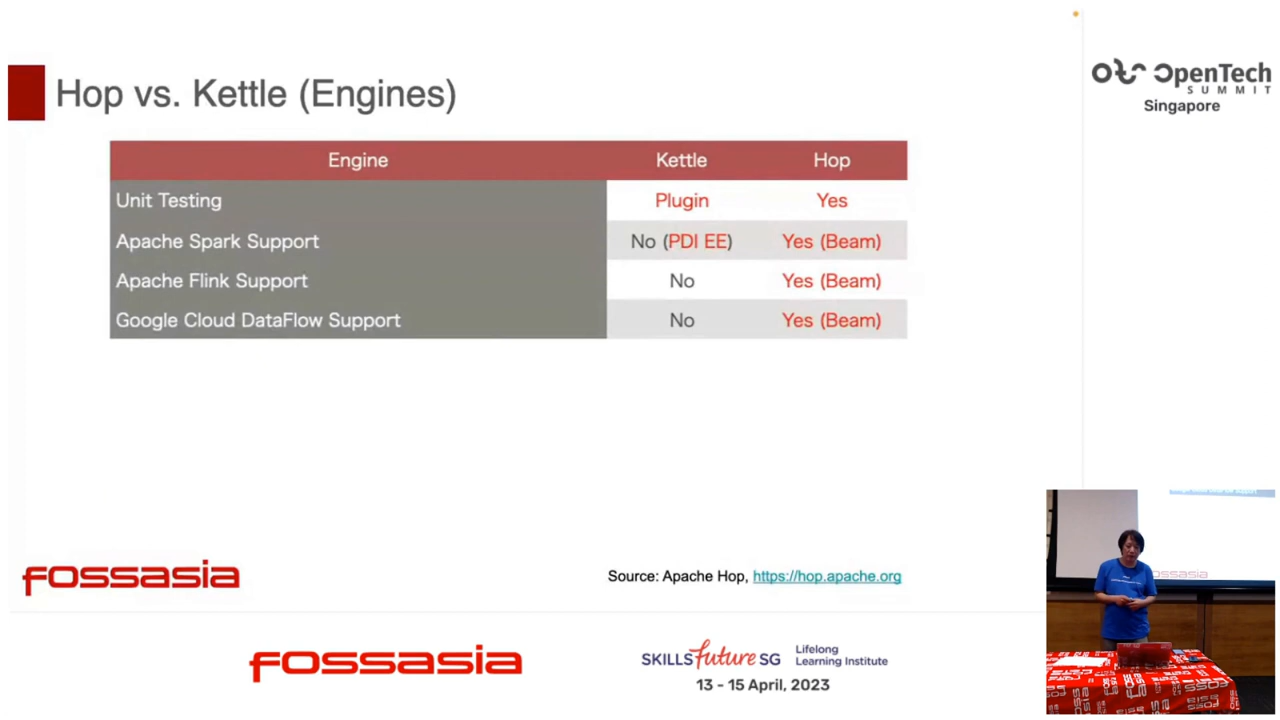 Hop vs. Kettle (Engines)
OpenTech
SUMMIT
Singapore
Engine Kettle Hop
Unit Testing Plugin Yes
Apache Spark Support No (PDI EE) Yes (Beam)
Apache Flink Support No Yes (Beam)
Google Cloud DataFlow Support No Yes (Beam)
fossasia
Source: Apache Hop, https://hop.apache.org
fossasia
SKILLS future SG
Lifelong
Learning Institute
13 - 15 April, 2023
fossasia